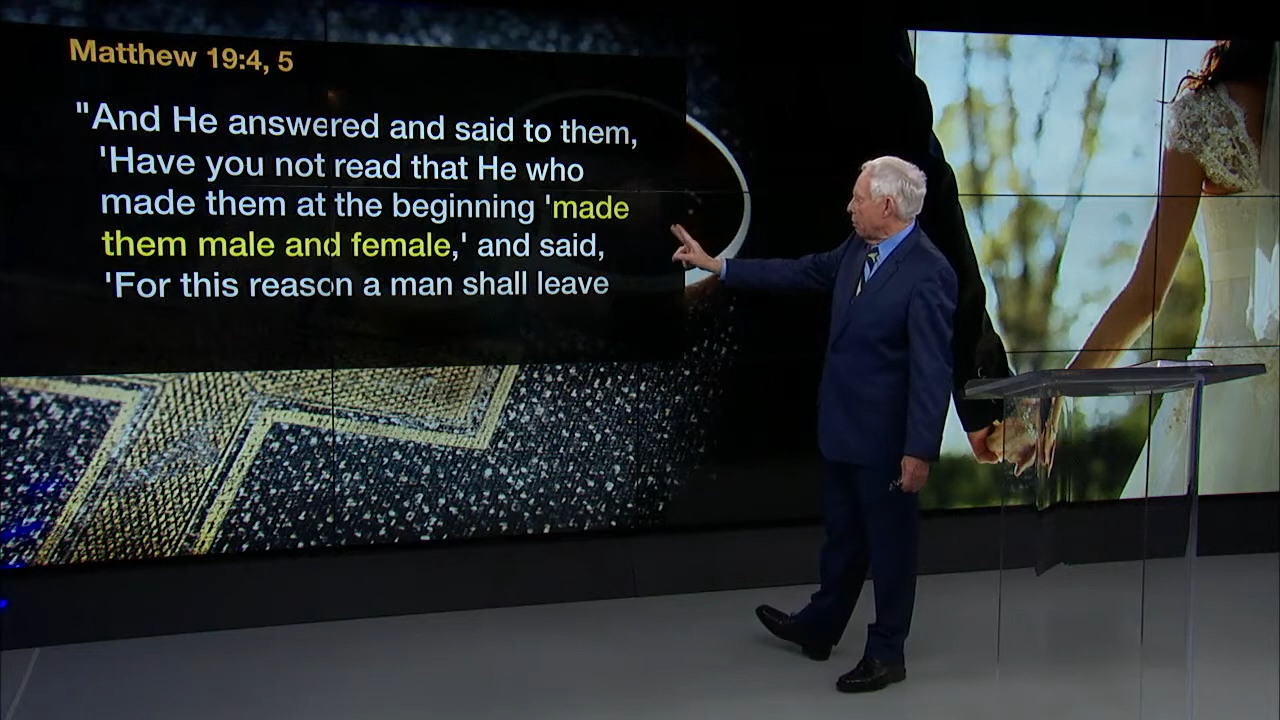 Matthew 19:4, 5
"And He answered and said to them,
'Have you not read that He who
made them at the beginning 'made
them male and female,' and said,
'For this reason a man shall leave